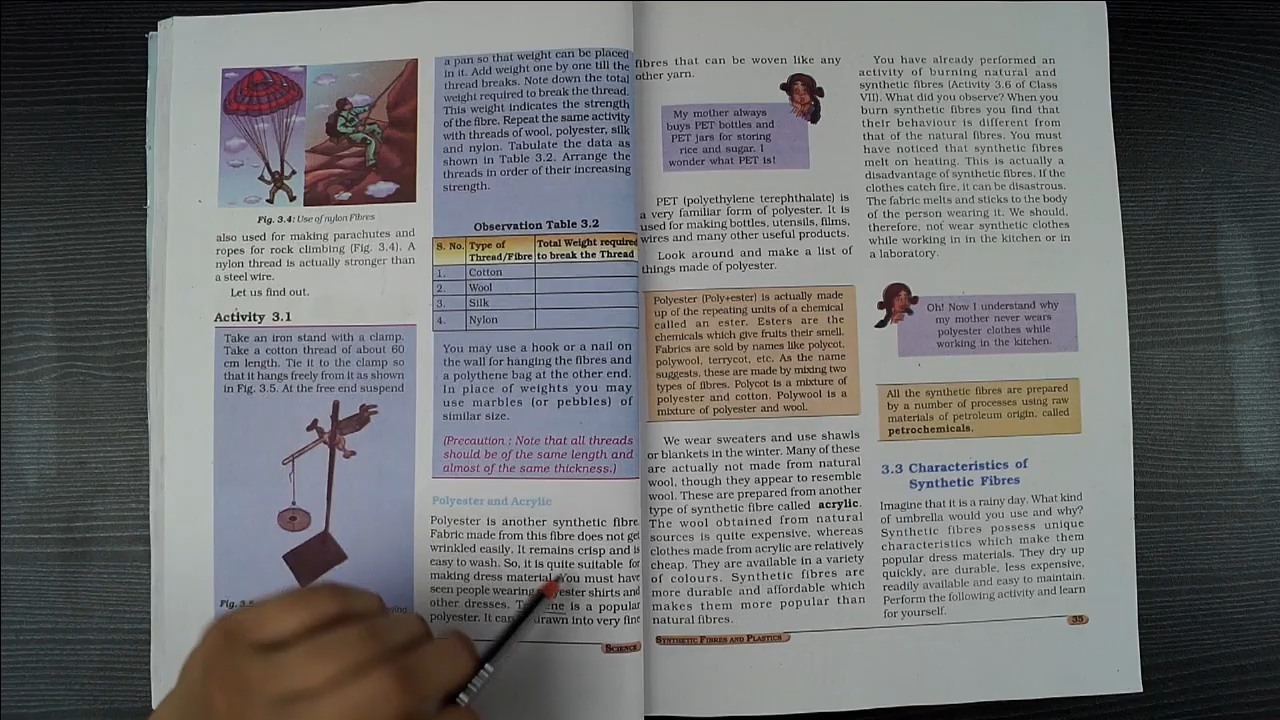 Fig. 3.4: Use of nylon Fibres
also used for making parachutes and
ropes for rock climbing (Fig. 3.4). A
nylon thread is actually stronger than
a steel wire.
Let us find out.
Activity 3.1
Take an iron stand with a clamp.
Take a cotton thread of about 60
cm length. Tie it to the clamp so
that it hangs freely from it as shown
in Fig. 3.5. At the free end suspend
Fig. 3.5
a pan so that weight can be placed
in it. Add weight one by one till the
thread breaks. Note down the total
weight required to break the thread.
This weight indicates the strength
of the fibre. Repeat the same activity
with threads of wool, polyester, silk
and nylon. Tabulate the data as
shown in Table 3.2. Arrange the
threads in order of their increasing
strength.
Observation Table 3.2
S. No. Type of Total Weight required
Thread/Fibre to break the Thread
1. Cotton
2. Wool
3. Silk
4. Nylon
You may use a hook or a nail on
the wall for hanging the fibres and
a polythene bag at the other end.
In place of weights you may
use marbles (or pebbles) of
similar size.
(Precaution : Note that all threads
should be of the same length and
almost of the same thickness.)
Polyester and Acrylic
Polyester is another synthetic fibre.
Fabric made from this fibre does not get
wrinkled easily. It remains crisp and is
easy to wash. So, it is quite suitable for
making dress material. You must have
seen people wearing shirts and
other dresses. is a popular
polyester. It can drawn into very fine
SCIENCE
fibres that can be woven like any
other yarn.
My mother always
buys PET bottles and
PET jars for storing
rice and sugar. I
wonder what PET is!
PET (polyethylene terephthalate) is
a very familiar form of polyester. It is
used for making bottles, utensils, films,
wires and many other useful products.
Look around and make a list of
things made of polyester.
Polyester (Poly+ester) is actually made
up of the repeating units of a chemical
called an ester. Esters are the
chemicals which give fruits their smell.
Fabrics are sold by names like polycot,
polywool, terrycot, etc. As the name
suggests, these are made by mixing two
types of fibres. Polycot is a mixture of
polyester and cotton. Polywool is a
mixture of polyester and wool.
We wear sweaters and use shawls
or blankets in the winter. Many of these
are actually not made from natural
wool, though they appear to resemble
wool. These are prepared from another
type of synthetic fibre called acrylic.
The wool obtained from natural
sources is quite expensive, whereas
clothes made from acrylic are relatively
cheap. They are available in a variety
of colours. Synthetic fibres are
more durable and affordable which
makes them more popular than
natural fibres.
SYNTHETIC FIBRES AND PLASTICS
You have already performed an
activity of burning natural and
synthetic fibres (Activity 3.6 of Class
VII). What did you observe? When you
burn synthetic fibres you find that
their behaviour is different from
that of the natural fibres. You must
have noticed that synthetic fibres
melt on heating. This is actually a
disadvantage of synthetic fibres. If the
clothes catch fire, it can be disastrous.
The fabric melts and sticks to the body
of the person wearing it. We should,
therefore, not wear synthetic clothes
while working in the kitchen or in
a laboratory.
Oh! Now I understand why
my mother never wears
polyester clothes while
working in the kitchen.
All the synthetic fibres are prepared
by a number of processes using raw
materials of petroleum origin, called
petrochemicals.
3.3 Characteristics of
Synthetic Fibres
Imagine that it is a rainy day. What kind
of umbrella would you use and why?
Synthetic fibres possess unique
characteristics which make them
popular dress materials. They dry up
quickly, are durable, less expensive,
readily available and easy to maintain.
Perform the following activity and learn
for yourself.
35